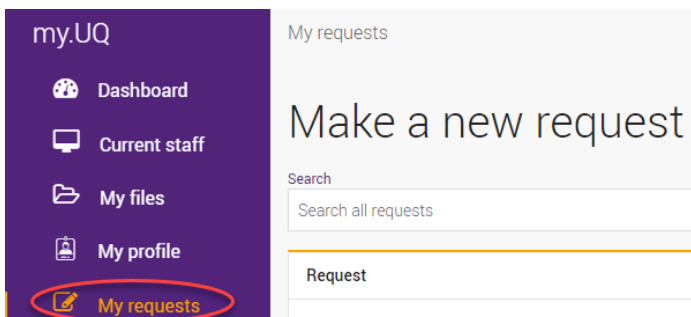 my.UQ
Dashboard
Current staff
My files
My profile
My requests
My requests
Make a new request
Search
Search all requests
Request